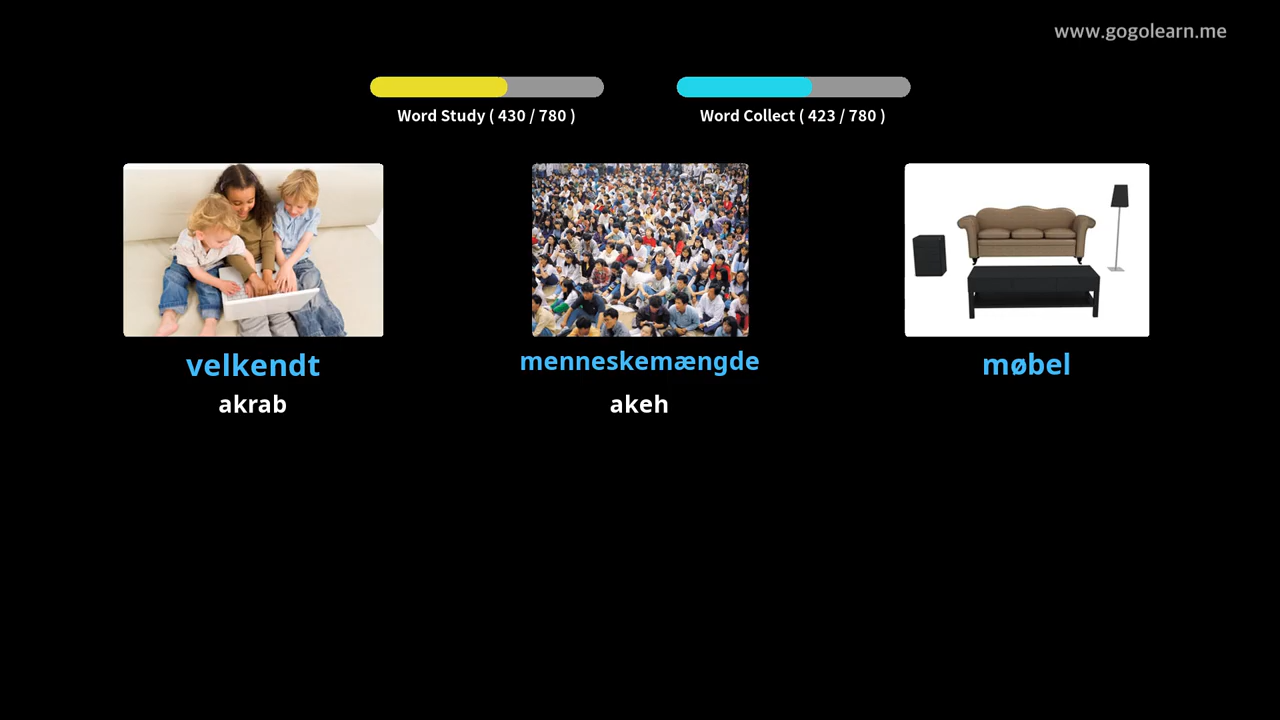 www.gogolearn.me
Word Study ( 430 / 780 )
Word Collect ( 423 / 780 )
velkendt
menneskemængde
møbel
akrab
akeh